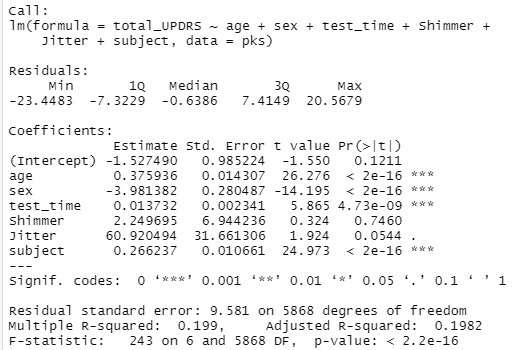 Call:
lm(formula = total_UPDRS ~ age + sex + test_time + Shimmer +
    Jitter + subject, data = pks)

Residuals:
     Min       1Q   Median       3Q      Max
-23.4483  -7.3229  -0.6386   7.4149  20.5679

Coefficients:
             Estimate Std. Error t value Pr(>|t|)
(Intercept) -1.527490   0.985224  -1.550   0.1211
age          0.375936   0.014307  26.276  < 2e-16 ***
sex         -3.981382   0.280487 -14.195  < 2e-16 ***
test_time    0.013732   0.002341   5.865 4.73e-09 ***
Shimmer      2.249695   6.944236   0.324   0.7460
Jitter      60.920494  31.661306   1.924   0.0544 .
subject      0.266237   0.010661  24.973  < 2e-16 ***
---
Signif. codes:  0 ‘***’ 0.001 ‘**’ 0.01 ‘*’ 0.05 ‘.’ 0.1 ‘ ’ 1

Residual standard error: 9.581 on 5868 degrees of freedom
Multiple R-squared:  0.199,	Adjusted R-squared:  0.1982
F-statistic:   243 on 6 and 5868 DF,  p-value: < 2.2e-16